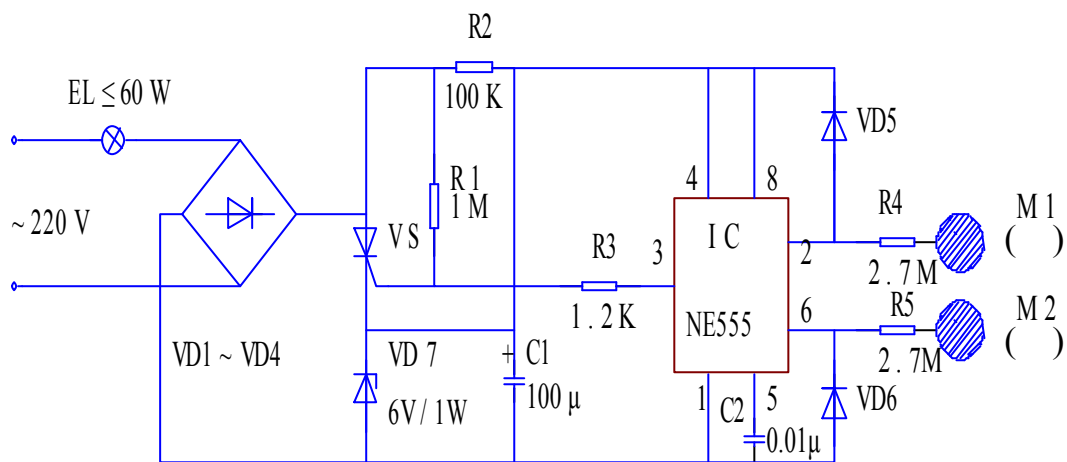 R2
EL ≤ 60 W
100 K
VD5
R 1
1 M
4
8
~ 220 V
V S
R3
3
I C
2
R4
M 1
( )
2 . 7 M
1 . 2 K
NE555
6
R5
M 2
( )
2 . 7M
VD1 ~ VD4
VD 7
+ C1
100 μ
6V / 1W
1
C2
5
0.01μ
VD6